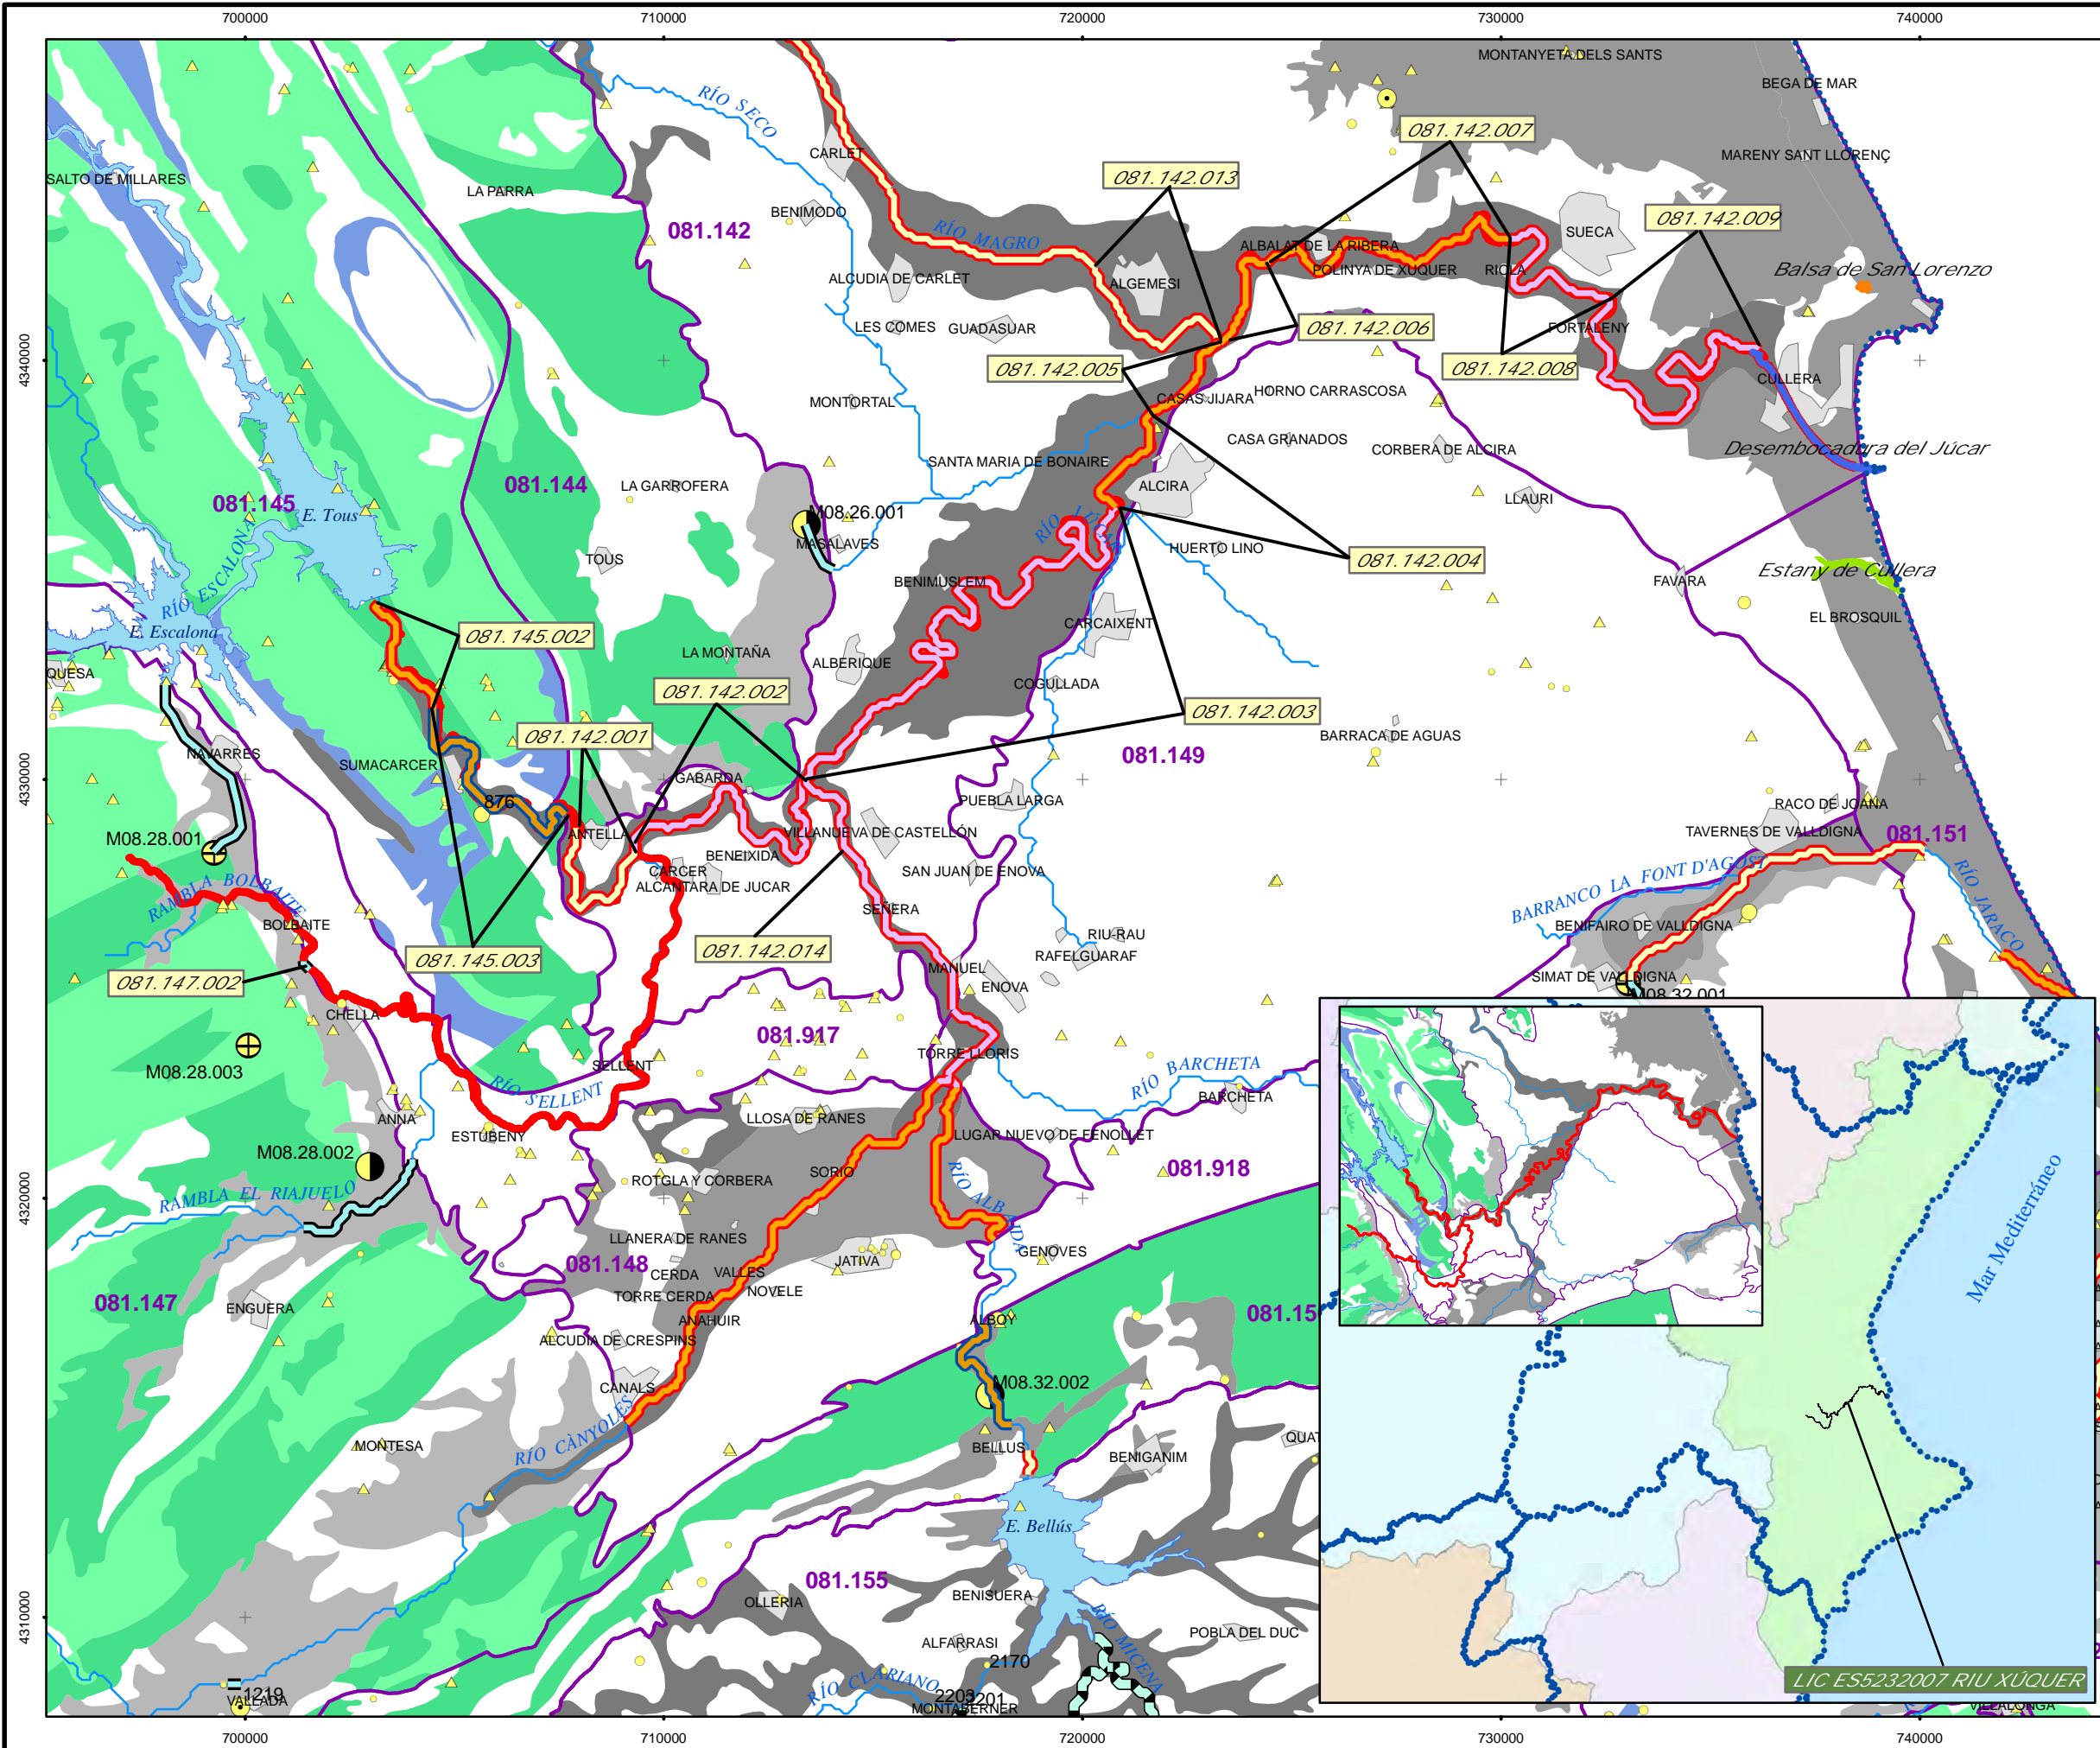 700000
710000
720000
730000
740000
MONTANYETA DELS SANTS
BEGA DE MAR
RÍO SECO
CARLET
081.142.007
MARENY SANT LLORENÇ
SALTO DE MILLARES
LA PARRA
081.142.013
BENIMODO
081.142
081.142.009
RÍO MAGRO
SUECA
ALBALAT DE LA RIBERA
POLINYA DE XUQUER
RIOLA
Balsa de San Lorenzo
ALCUDIA DE CARLET
ALGEMESI
LES COMES
GUADASUAR
081.142.006
FORTALENY
4340000
081.142.005
081.142.008
CULLERA
HORNO CARRASCOSA
CASAS JIJARA
MONTORTAL
CASA GRANADOS
CORBERA DE ALCIRA
Desembocadura del Júcar
SANTA MARIA DE BONAIRE
081.144
LA GARROFERA
ALCIRA
LLAURI
081.145
E. Tous
M08.26.001
RÍO JÚCAR
MASALAVES
HUERTO LINO
TOUS
081.142.004
RÍO ESCALONA
BENIMUSLEM
FAVARA
Estany de Cullera
EL BROSQUIL
E. Escalona
081.145.002
CARCAIXENT
LA MONTAÑA
ALBERIQUE
QUESA
COGULLADA
081.142.002
081.142.003
081.142.001
BARRACA DE AGUAS
NAVARRES
SUMACARCER
081.149
4330000
GABARDA
876
PUEBLA LARGA
RACO DE JOANA
ANTELLA
VILLANUEVA DE CASTELLÓN
TAVERNES DE VALLDIGNA
081.151
M08.28.001
BENEIXIDA
CARCER
SAN JUAN DE ENOVA
ALCANTARA DE JUCAR
RAMBLA BOLBAITE
BARRANCO LA FONT D'AGOST
RÍO JARACO
SEÑERA
BOLBAITE
BENIFAIRO DE VALLDIGNA
RIU-RAU
081.142.014
081.145.003
RAFELGUARAF
MANUEL
081.147.002
SIMAT DE VALLDIGNA
ENOVA
M08.32.001
CHELLA
081.917
TORRE LLORIS
SELLENT
M08.28.003
RÍO SELLENT
RÍO BARCHETA
BARCHETA
ANNA
LLOSA DE RANES
ESTUBENY
LUGAR NUEVO DE FENOLLET
M08.28.002
081.918
SORIO
ROTGLA Y CORBERA
RAMBLA EL RIAJUELO
4320000
RÍO ALBAIDA
LLANERA DE RANES
GENOVES
081.148
JATIVA
CERDA
VALLES
NOVELE
TORRE CERDA
081.147
ENGUERA
081.15
ANAHUIR
ALBOY
ALCUDIA DE CRESPINS
CANALS
M08.32.002
RÍO CÀNYOLES
MONTESA
BELLUS
BENIGANIM
QUAT
E. Bellús
081.155
BENISUERA
OLLERIA
4310000
RÍO MICENA
ALFARRASI
POBLA DEL DUC
2170
RÍO CLARIANO
1219
VALLADA
2203
3201
MONTABERNER
Mar Mediterráneo
LIC ES5232007 RIU XÚQUER
VILLALONGA
700000
710000
720000
730000
740000